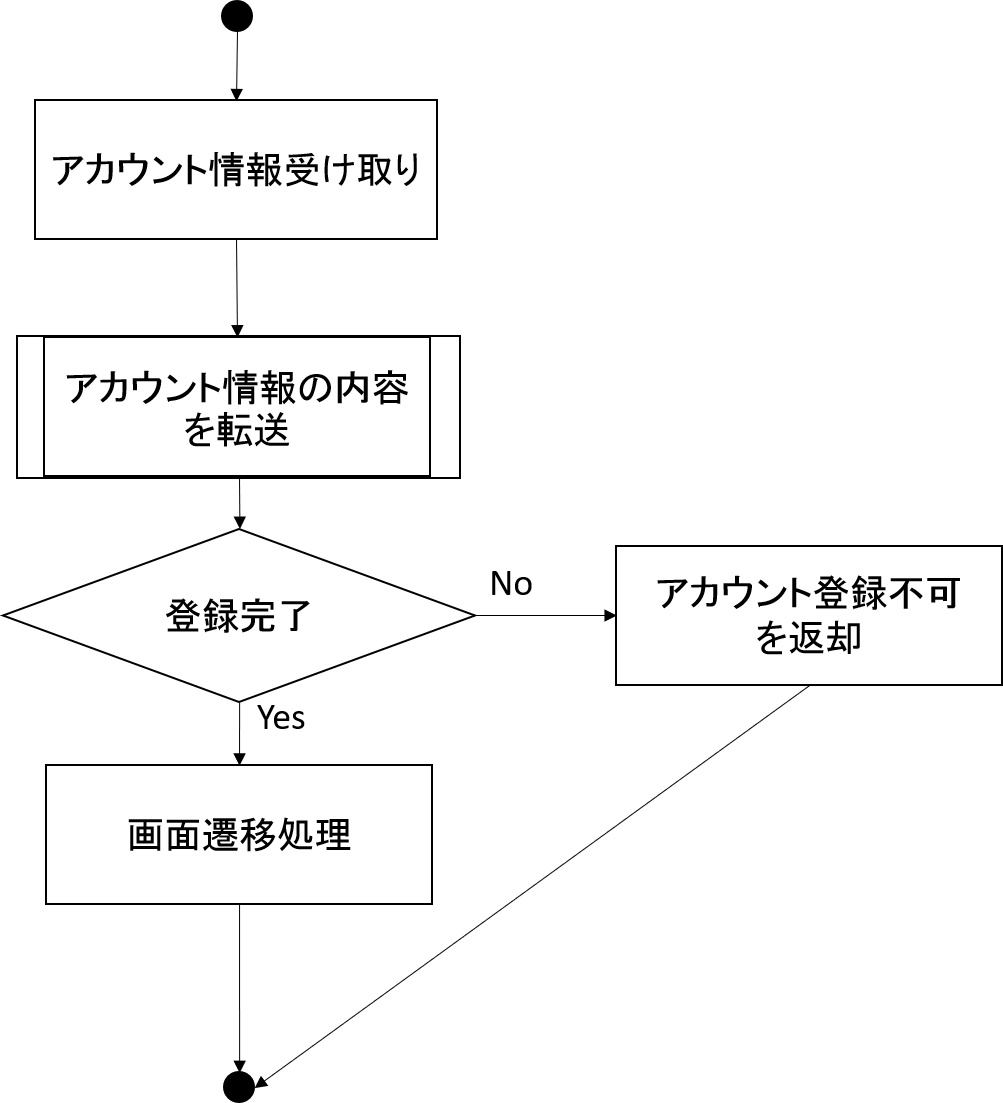 アカウント情報受け取り
アカウント情報の内容
を転送
登録完了
No
アカウント登録不可
を返却
Yes
画面遷移処理